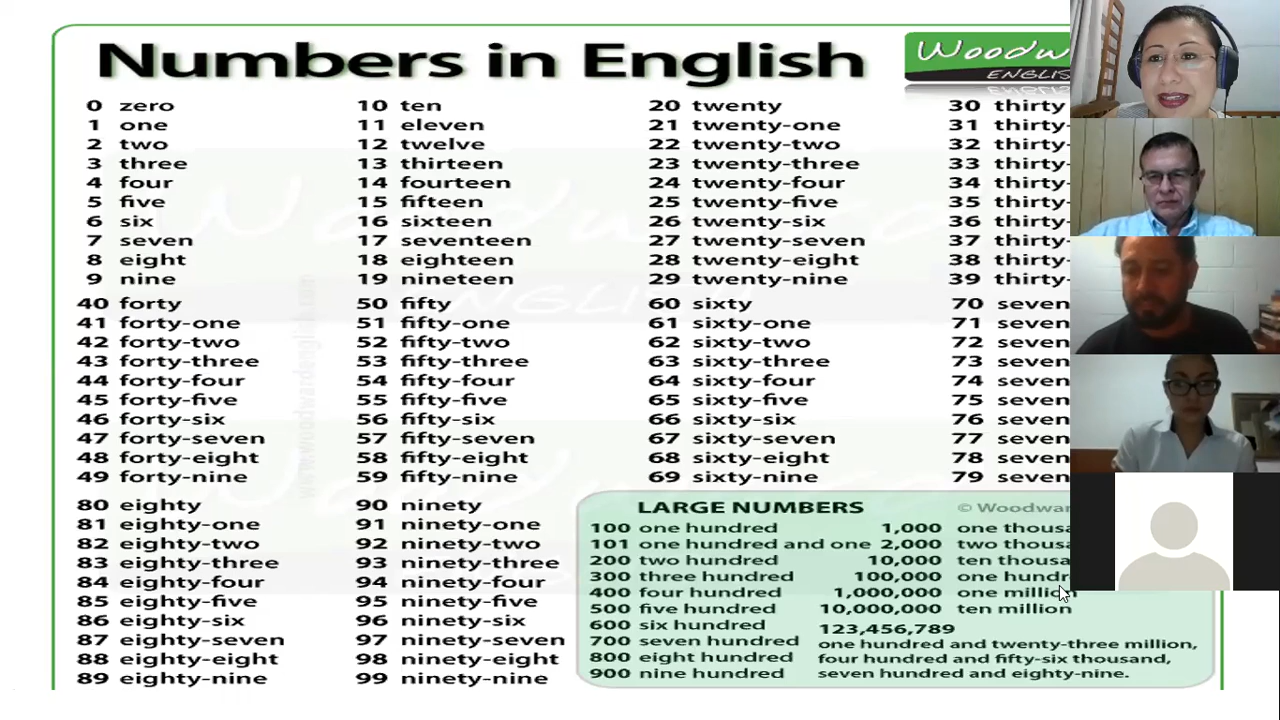 Numbers in English
Woodw
ENGLIS
0 zero
1 one
2 two
3 three
4 four
5 five
6 six
7 seven
8 eight
9 nine
10 ten
11 eleven
12 twelve
13 thirteen
14 fourteen
15 fifteen
16 sixteen
17 seventeen
18 eighteen
19 nineteen
20 twenty
21 twenty-one
22 twenty-two
23 twenty-three
24 twenty-four
25 twenty-five
26 twenty-six
27 twenty-seven
28 twenty-eight
29 twenty-nine
30 thirty
31 thirty-
32 thirty-
33 thirty-
34 thirty-
35 thirty-
36 thirty-
37 thirty-
38 thirty-
39 thirty-
40 forty
41 forty-one
42 forty-two
43 forty-three
44 forty-four
45 forty-five
46 forty-six
47 forty-seven
48 forty-eight
49 forty-nine
50 fifty
51 fifty-one
52 fifty-two
53 fifty-three
54 fifty-four
55 fifty-five
56 fifty-six
57 fifty-seven
58 fifty-eight
59 fifty-nine
60 sixty
61 sixty-one
62 sixty-two
63 sixty-three
64 sixty-four
65 sixty-five
66 sixty-six
67 sixty-seven
68 sixty-eight
69 sixty-nine
70 seven
71 seven
72 seven
73 seven
74 seven
75 seven
76 seven
77 seven
78 seven
79 seven
80 eighty
81 eighty-one
82 eighty-two
83 eighty-three
84 eighty-four
85 eighty-five
86 eighty-six
87 eighty-seven
88 eighty-eight
89 eighty-nine
90 ninety
91 ninety-one
92 ninety-two
93 ninety-three
94 ninety-four
95 ninety-five
96 ninety-six
97 ninety-seven
98 ninety-eight
99 ninety-nine
LARGE NUMBERS
© Woodwar
100 one hundred
101 one hundred and one
200 two hundred
300 three hundred
400 four hundred
500 five hundred
600 six hundred
700 seven hundred
800 eight hundred
900 nine hundred
1,000 one thousa
2,000 two thousa
10,000 ten thousa
100,000 one hundr
1,000,000 one million
10,000,000 ten million
123,456,789
one hundred and twenty-three million,
four hundred and fifty-six thousand,
seven hundred and eighty-nine.
www.woodwardenglish.com